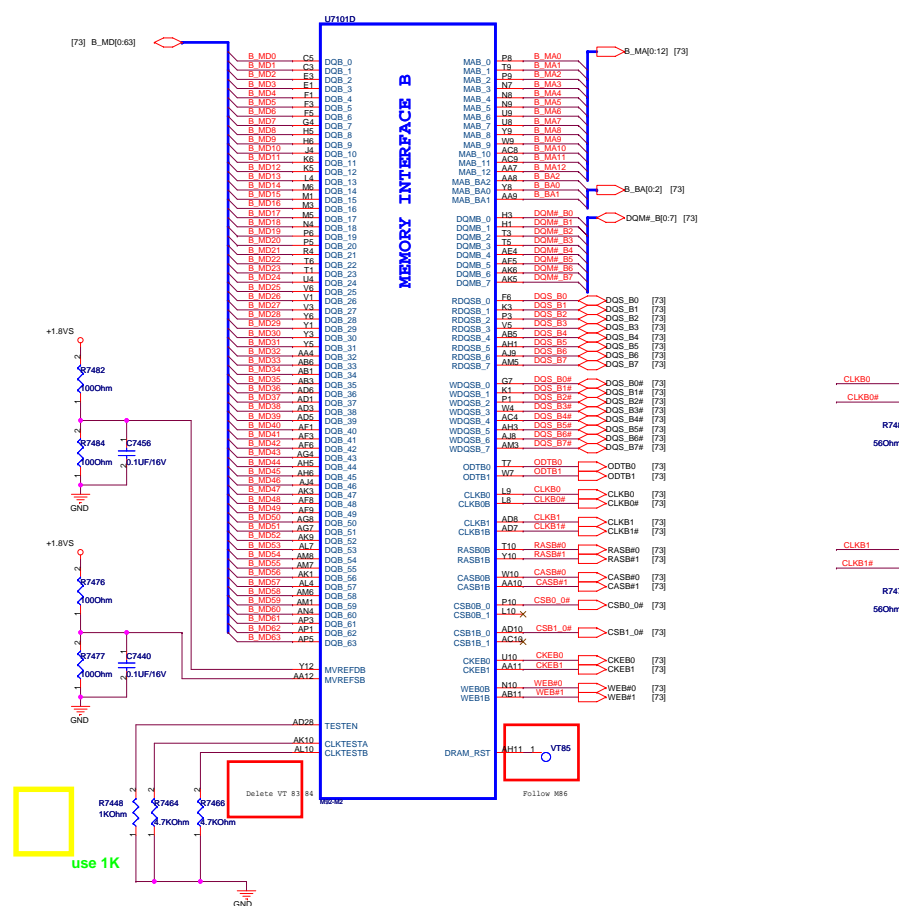 U7101D
[73] B_MD[0:63]
MEMORY INTERFACE B
B_MD0 C5 DQB_0
B_MD1 C3 DQB_1
B_MD2 E3 DQB_2
B_MD3 E1 DQB_3
B_MD4 F1 DQB_4
B_MD5 F3 DQB_5
B_MD6 F5 DQB_6
B_MD7 G4 DQB_7
B_MD8 H5 DQB_8
B_MD9 H6 DQB_9
B_MD10 J4 DQB_10
B_MD11 K6 DQB_11
B_MD12 K5 DQB_12
B_MD13 L4 DQB_13
B_MD14 M6 DQB_14
B_MD15 M1 DQB_15
B_MD16 M3 DQB_16
B_MD17 M5 DQB_17
B_MD18 N4 DQB_18
B_MD19 P6 DQB_19
B_MD20 P5 DQB_20
B_MD21 R4 DQB_21
B_MD22 T6 DQB_22
B_MD23 T1 DQB_23
B_MD24 U4 DQB_24
B_MD25 V6 DQB_25
B_MD26 V1 DQB_26
B_MD27 V3 DQB_27
B_MD28 Y6 DQB_28
B_MD29 Y1 DQB_29
B_MD30 Y3 DQB_30
B_MD31 Y5 DQB_31
B_MD32 AA4 DQB_32
B_MD33 AB6 DQB_33
B_MD34 AB1 DQB_34
B_MD35 AB3 DQB_35
B_MD36 AD6 DQB_36
B_MD37 AD1 DQB_37
B_MD38 AD3 DQB_38
B_MD39 AD5 DQB_39
B_MD40 AF1 DQB_40
B_MD41 AF3 DQB_41
B_MD42 AF6 DQB_42
B_MD43 AG4 DQB_43
B_MD44 AH5 DQB_44
B_MD45 AH6 DQB_45
B_MD46 AJ4 DQB_46
B_MD47 AK3 DQB_47
B_MD48 AF8 DQB_48
B_MD49 AF9 DQB_49
B_MD50 AG8 DQB_50
B_MD51 AG7 DQB_51
B_MD52 AK9 DQB_52
B_MD53 AL7 DQB_53
B_MD54 AM8 DQB_54
B_MD55 AM7 DQB_55
B_MD56 AK1 DQB_56
B_MD57 AL4 DQB_57
B_MD58 AM6 DQB_58
B_MD59 AM1 DQB_59
B_MD60 AN4 DQB_60
B_MD61 AP3 DQB_61
B_MD62 AP1 DQB_62
B_MD63 AP5 DQB_63
Y12 MVREFDB
AA12 MVREFSB
AD28 TESTEN
AK10 CLKTESTA
AL10 CLKTESTB
M92-M2
MAB_0 P8 B_MA0
B_MA[0:12] [73]
MAB_1 T9 B_MA1
MAB_2 P9 B_MA2
MAB_3 N7 B_MA3
MAB_4 N8 B_MA4
MAB_5 N9 B_MA5
MAB_6 U9 B_MA6
MAB_7 U8 B_MA7
MAB_8 Y9 B_MA8
MAB_9 W9 B_MA9
MAB_10 AC8 B_MA10
MAB_11 AC9 B_MA11
MAB_12 AA7 B_MA12
MAB_BA2 AA8 B_BA2
MAB_BA0 Y8 B_BA0
B_BA[0:2] [73]
MAB_BA1 AA9 B_BA1
DQMB_0 H3 DQM#_B0
DQM#_B[0:7] [73]
DQMB_1 H1 DQM#_B1
DQMB_2 T3 DQM#_B2
DQMB_3 T5 DQM#_B3
DQMB_4 AE4 DQM#_B4
DQMB_5 AF5 DQM#_B5
DQMB_6 AK6 DQM#_B6
DQMB_7 AK5 DQM#_B7
RDQSB_0 F6 DQS_B0 DQS_B0 [73]
RDQSB_1 K3 DQS_B1 DQS_B1 [73]
RDQSB_2 P3 DQS_B2 DQS_B2 [73]
RDQSB_3 V5 DQS_B3 DQS_B3 [73]
RDQSB_4 AB5 DQS_B4 DQS_B4 [73]
RDQSB_5 AH1 DQS_B5 DQS_B5 [73]
RDQSB_6 AJ9 DQS_B6 DQS_B6 [73]
RDQSB_7 AM5 DQS_B7 DQS_B7 [73]
WDQSB_0 G7 DQS_B0# DQS_B0# [73]
WDQSB_1 K1 DQS_B1# DQS_B1# [73]
WDQSB_2 P1 DQS_B2# DQS_B2# [73]
WDQSB_3 W4 DQS_B3# DQS_B3# [73]
WDQSB_4 AC4 DQS_B4# DQS_B4# [73]
WDQSB_5 AH3 DQS_B5# DQS_B5# [73]
WDQSB_6 AJ8 DQS_B6# DQS_B6# [73]
WDQSB_7 AM3 DQS_B7# DQS_B7# [73]
ODTB0 T7 ODTB0 ODTB0 [73]
ODTB1 W7 ODTB1 ODTB1 [73]
CLKB0 L9 CLKB0 CLKB0 [73]
CLKB0B L8 CLKB0# CLKB0# [73]
CLKB1 AD8 CLKB1 CLKB1 [73]
CLKB1B AD7 CLKB1# CLKB1# [73]
RASB0B T10 RASB#0 RASB#0 [73]
RASB1B Y10 RASB#1 RASB#1 [73]
CASB0B W10 CASB#0 CASB#0 [73]
CASB1B AA10 CASB#1 CASB#1 [73]
CSB0B_0 P10 CSB0_0# CSB0_0# [73]
CSB0B_1 L10
CSB1B_0 AD10 CSB1_0# CSB1_0# [73]
CSB1B_1 AC10
CKEB0 U10 CKEB0 CKEB0 [73]
CKEB1 AA11 CKEB1 CKEB1 [73]
WEB0B N10 WEB#0 WEB#0 [73]
WEB1B AB11 WEB#1 WEB#1 [73]
DRAM_RST AH11 1 VT85
Follow M86
+1.8VS
2
R7482
100Ohm
1
2
R7484
100Ohm
1
C7456
0.1UF/16V
1
2
GND
+1.8VS
2
R7476
100Ohm
1
2
R7477
100Ohm
1
C7440
0.1UF/16V
1
2
GND
Delete VT 83 84
2 2 2
R7448
1KOhm
R7464
4.7KOhm
R7466
4.7KOhm
1 1 1
use 1K
GND
CLKB0
CLKB0#
R748
56Ohm
CLKB1
CLKB1#
R747
56Ohm